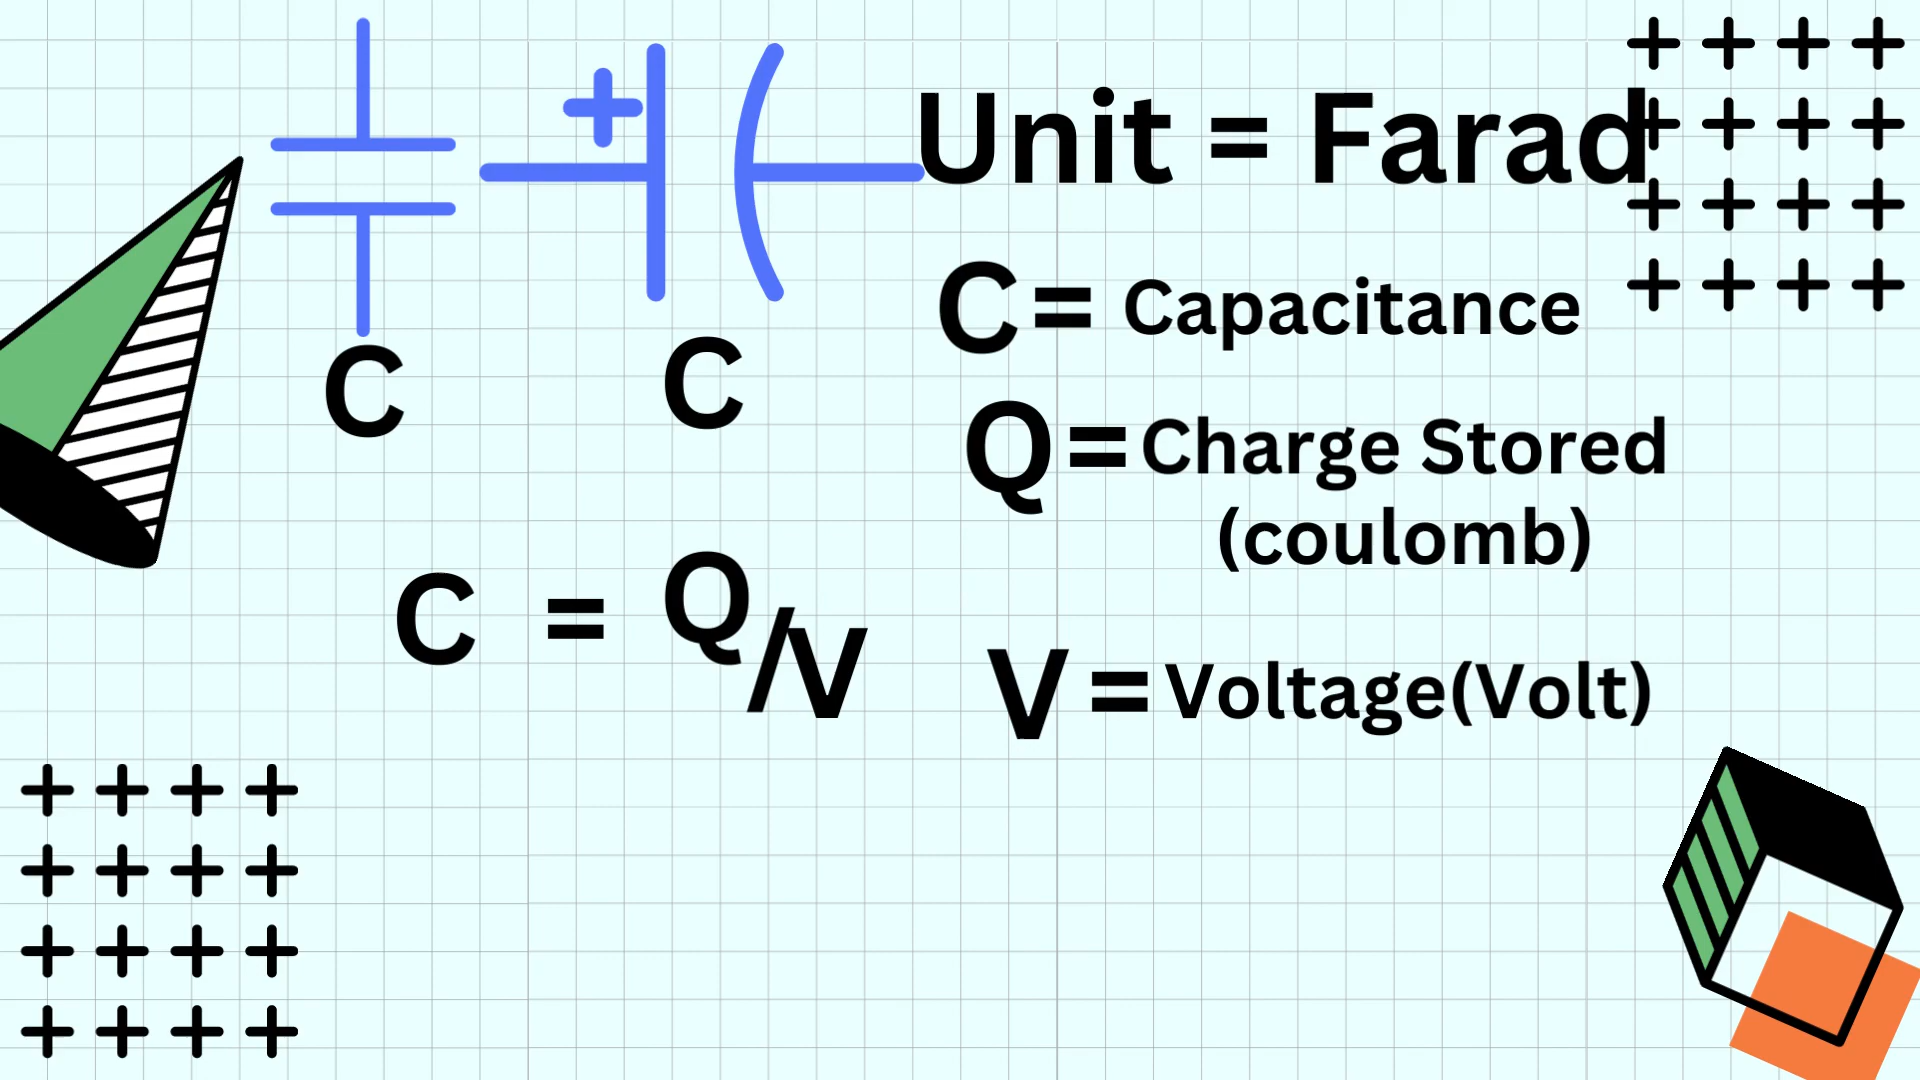 Unit = Farad
C = Capacitance
Q = Charge Stored
(coulomb)
V = Voltage(Volt)
+
C
C
C = Q/V